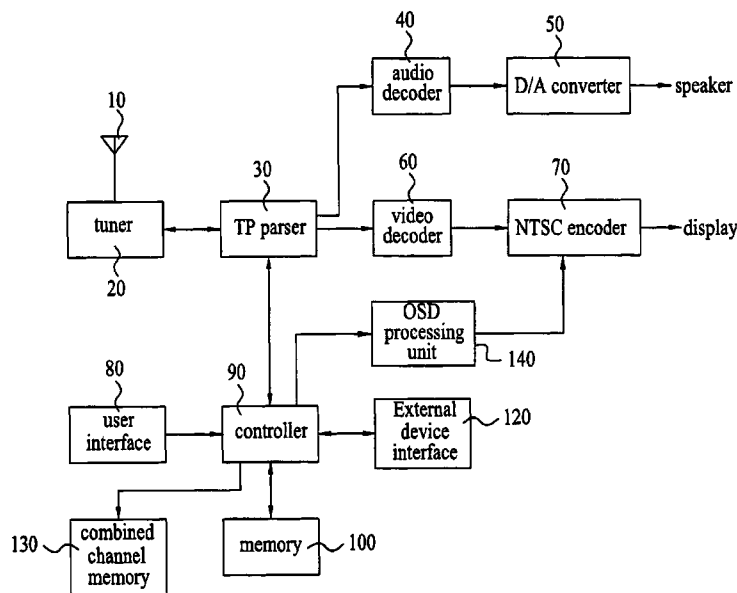 40
audio
decoder
50
D/A converter
speaker
10
tuner
20
30
TP parser
60
video
decoder
70
NTSC encoder
display
OSD
processing
unit
140
80
user
interface
90
controller
External
device
interface
120
130
combined
channel
memory
memory
100